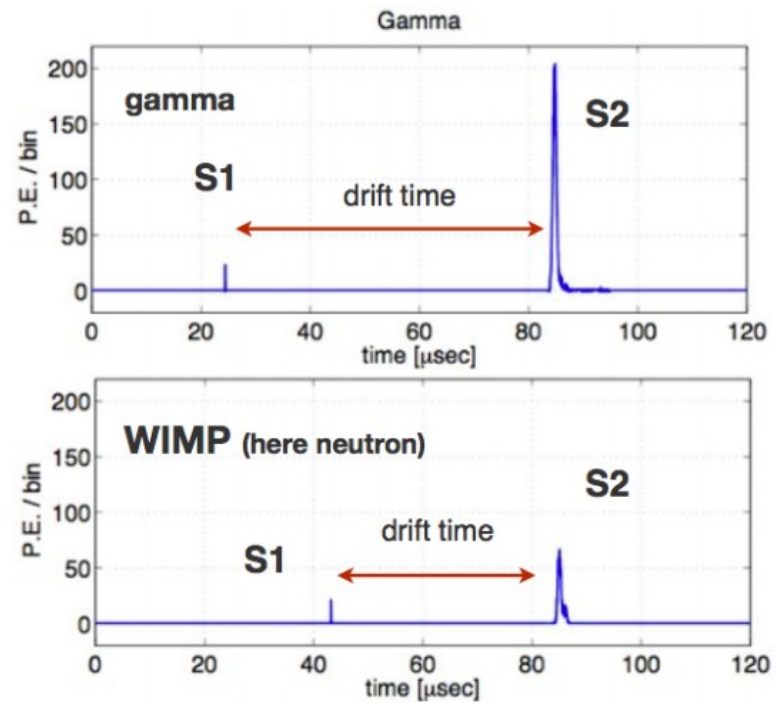 Gamma
200
150
100
50
0
P.E. / bin
gamma
S1
drift time
S2
0 20 40 60 80 100 120
time [μsec]
200
150
100
50
0
P.E. / bin
WIMP (here neutron)
S1
drift time
S2
0 20 40 60 80 100 120
time [μsec]